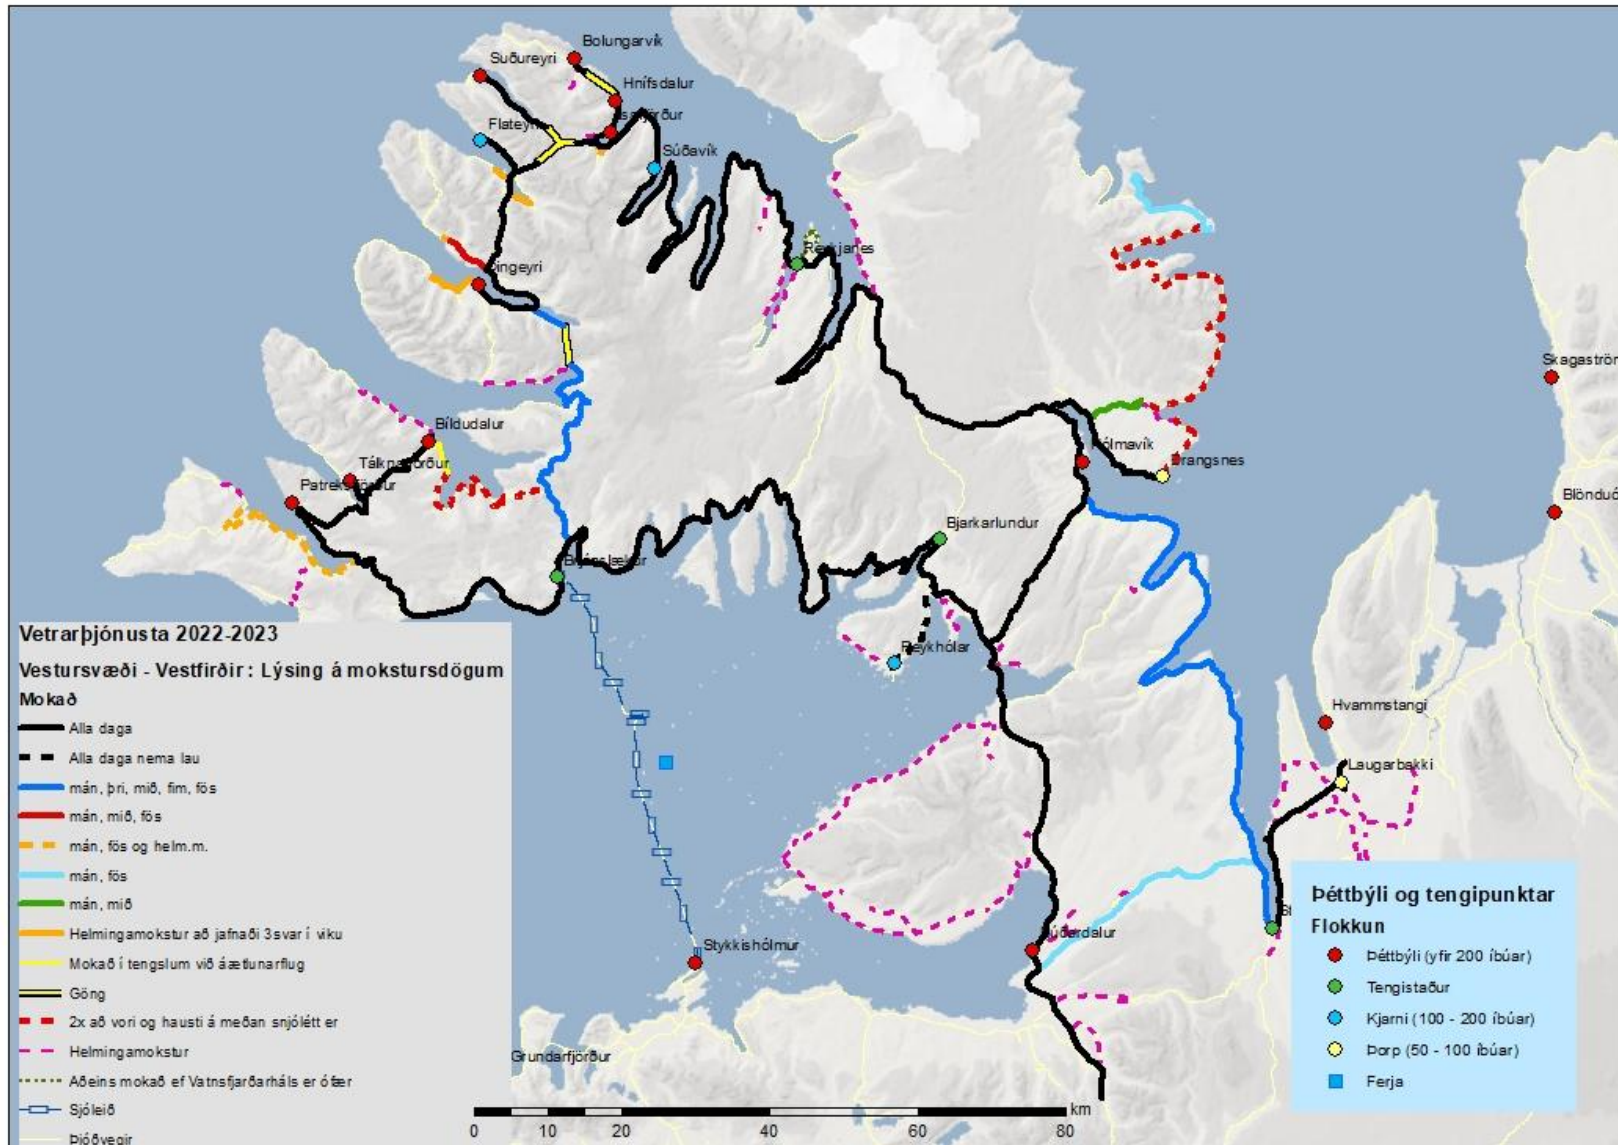 Bolungarvík
Suðureyri
Hnífsdalur
Flateyri
Súðavík
Reykjanes
Þingeyri
Skagaströn
Bíldudalur
Hólmavík
Tálknafjörður
Drangsnes
Patreksfjörður
Blönduó
Bjarkarlundur
Brjánslækur
Reykhólar
Hvammstangi
Laugarbakki
Búðardalur
Stykkishólmur
Grundarfjörður
Vetrarþjónusta 2022-2023
Vestursvæði - Vestfirðir : Lýsing á mokstursdögum
Mokað
Alla daga
Alla daga nema lau
mán, þri, mið, fim, fös
mán, mið, fös
mán, fös og helm.m.
mán, fös
mán, mið
Helmingamokstur að jafnaði 3svar í viku
Mokað í tengslum við áætlunarflug
Göng
2x að vori og hausti á meðan snjólétt er
Helmingamokstur
Aðeins mokað ef Vatnsfjarðarháls er ófær
Sjóleið
Þjóðvegir
Þéttbýli og tengipunktar
Flokkun
Þéttbýli (yfir 200 íbúar)
Tengistaður
Kjarni (100 - 200 íbúar)
Þorp (50 - 100 íbúar)
Ferja
km
0 10 20 40 60 80